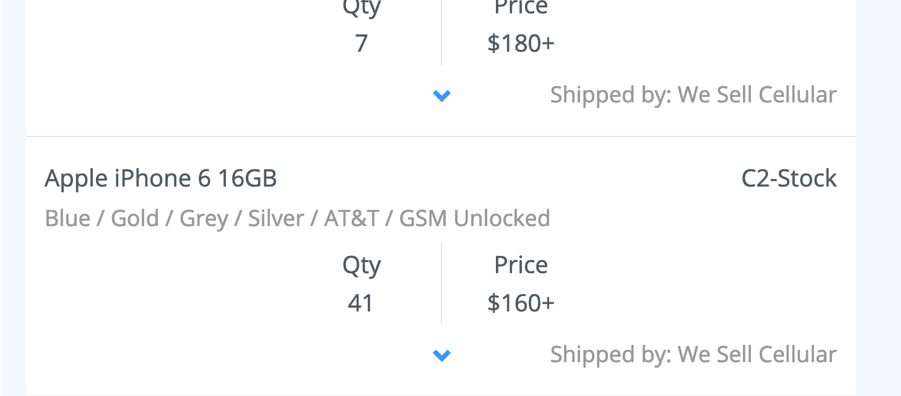 Qty Price
7 $180+
Shipped by: We Sell Cellular
Apple iPhone 6 16GB C2-Stock
Blue / Gold / Grey / Silver / AT&T / GSM Unlocked
Qty Price
41 $160+
Shipped by: We Sell Cellular